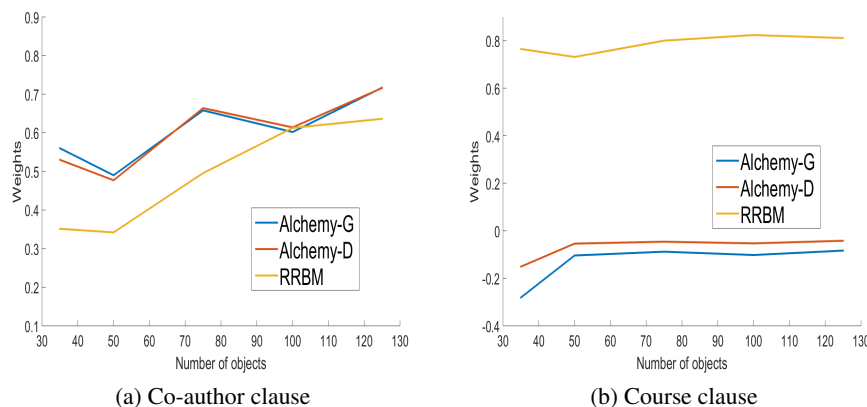 0.9
0.8
0.7
0.6
0.5
0.4
0.3
0.2
0.1
Weights
Alchemy-G
Alchemy-D
RRBM
30 40 50 60 70 80 90 100 110 120 130
Number of objects
(a) Co-author clause
0.8
0.6
0.4
0.2
0
-0.2
-0.4
Weights
Alchemy-G
Alchemy-D
RRBM
30 40 50 60 70 80 90 100 110 120 130
Number of objects
(b) Course clause